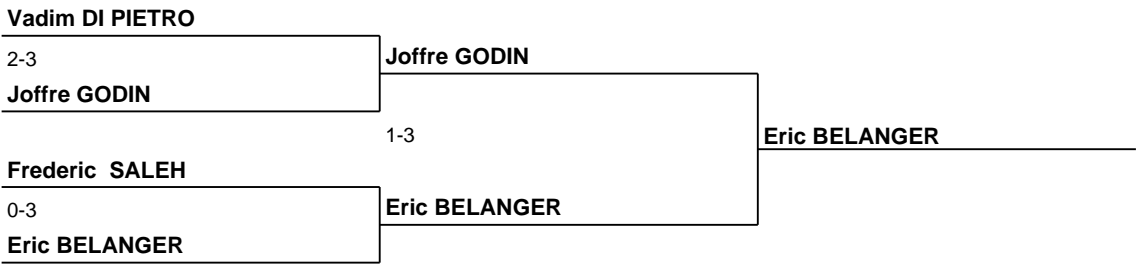 Vadim DI PIETRO
2-3
Joffre GODIN
Joffre GODIN
1-3
Eric BELANGER
Frederic  SALEH
0-3
Eric BELANGER
Eric BELANGER